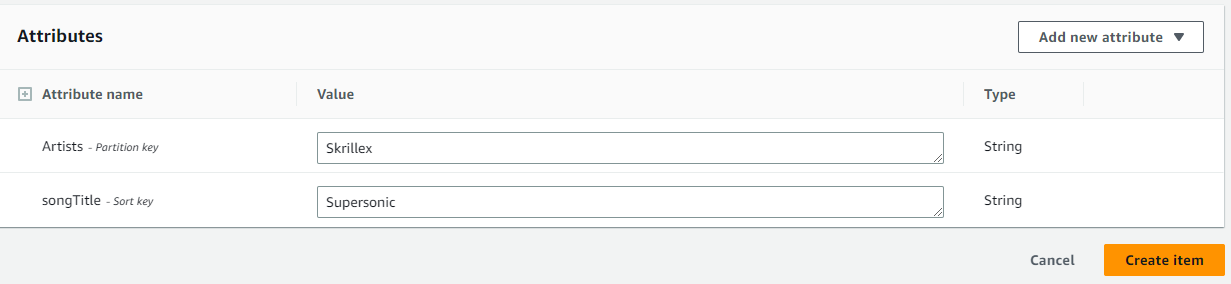 Attributes
Add new attribute
Attribute name Value Type
Artists - Partition key Skrillex String
songTitle - Sort key Supersonic String
Cancel Create item